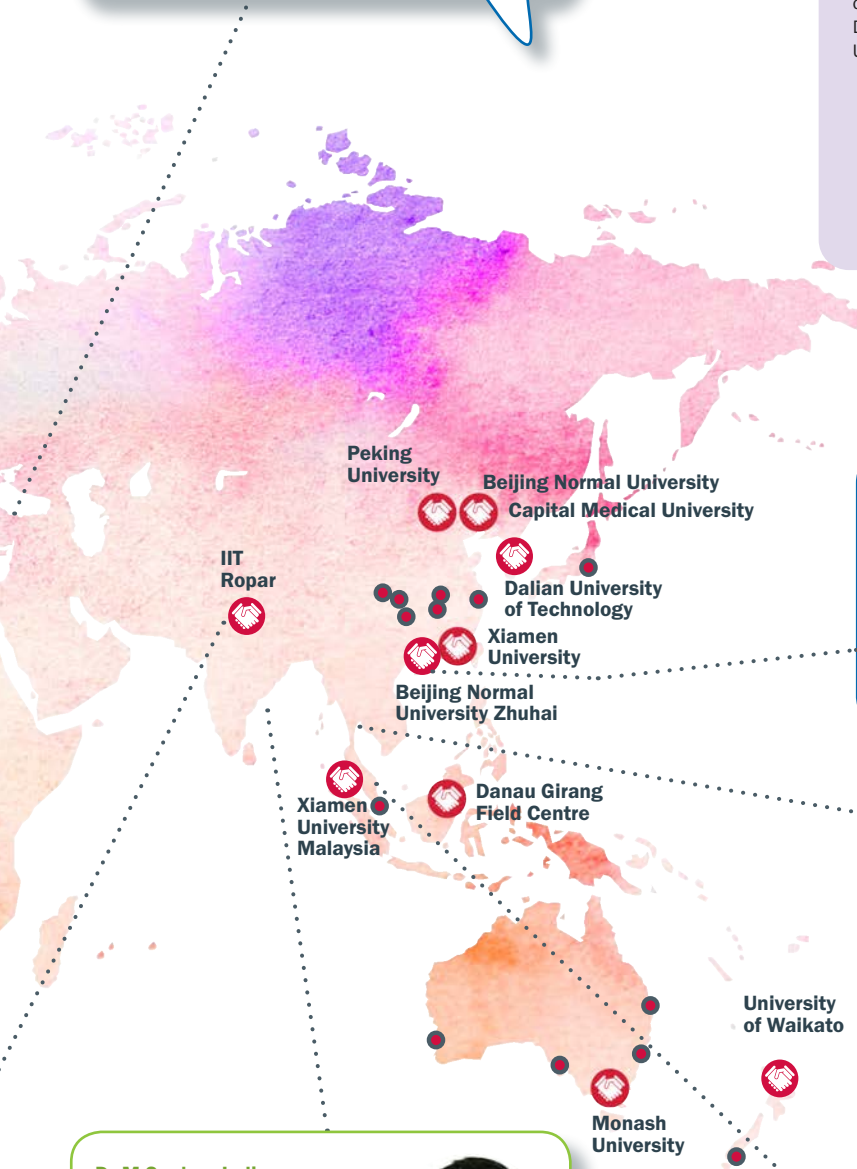 Peking
University
Beijing Normal University
Capital Medical University
IIT
Ropar
Dalian University
of Technology
Xiamen
University
Beijing Normal
University Zhuhai
Danau Girang
Field Centre
Xiamen
University
Malaysia
University
of Waikato
Monash
University